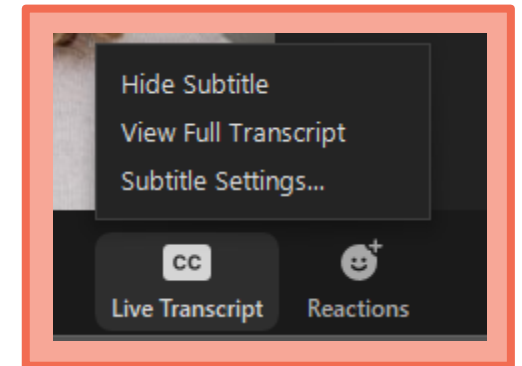 Hide Subtitle
View Full Transcript
Subtitle Settings...
CC
Live Transcript
Reactions